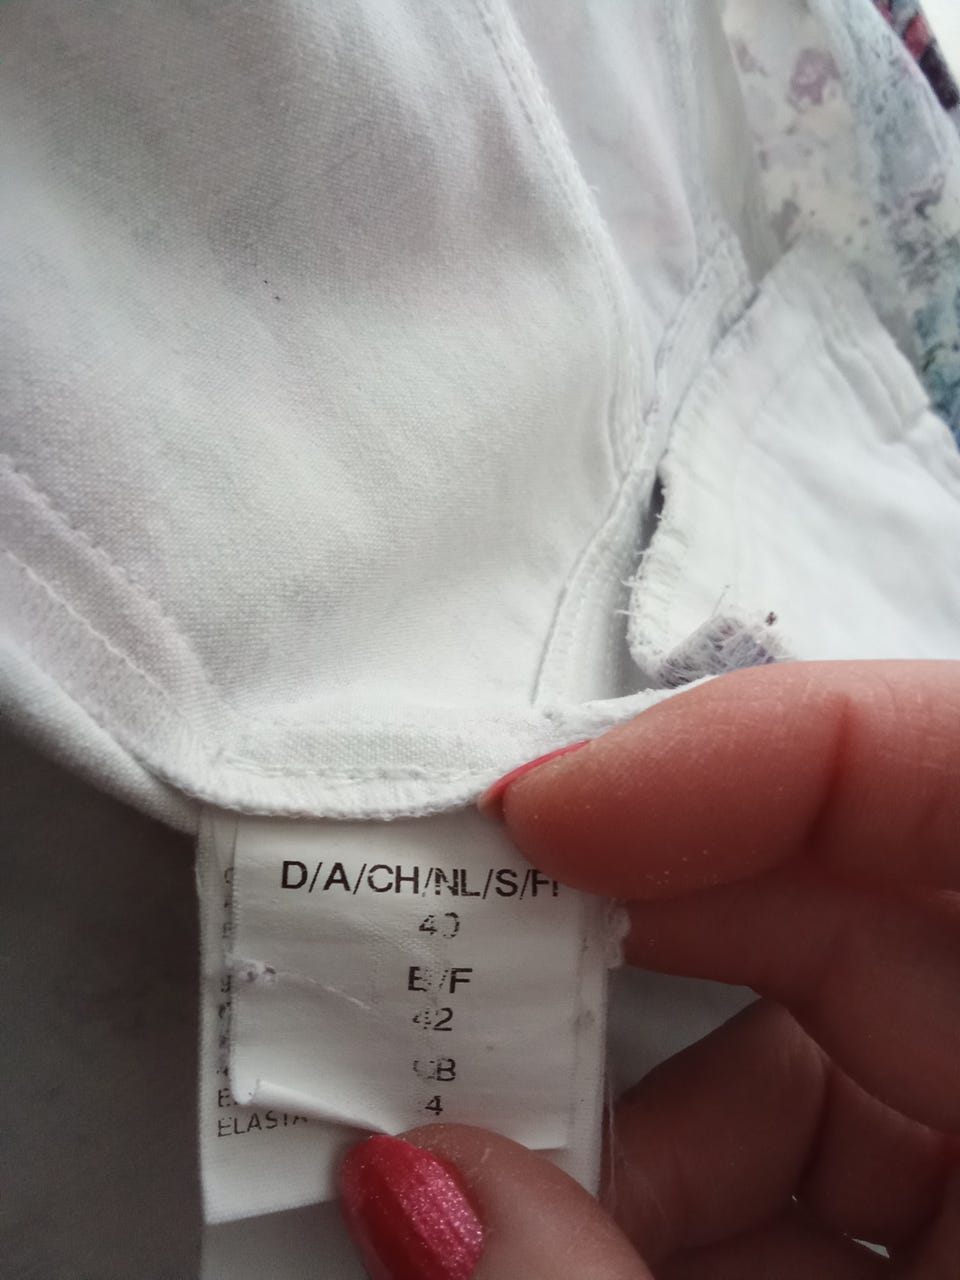 D/A/CH/NL/S/FI
40
B/F
42
GB
14
ELASTA